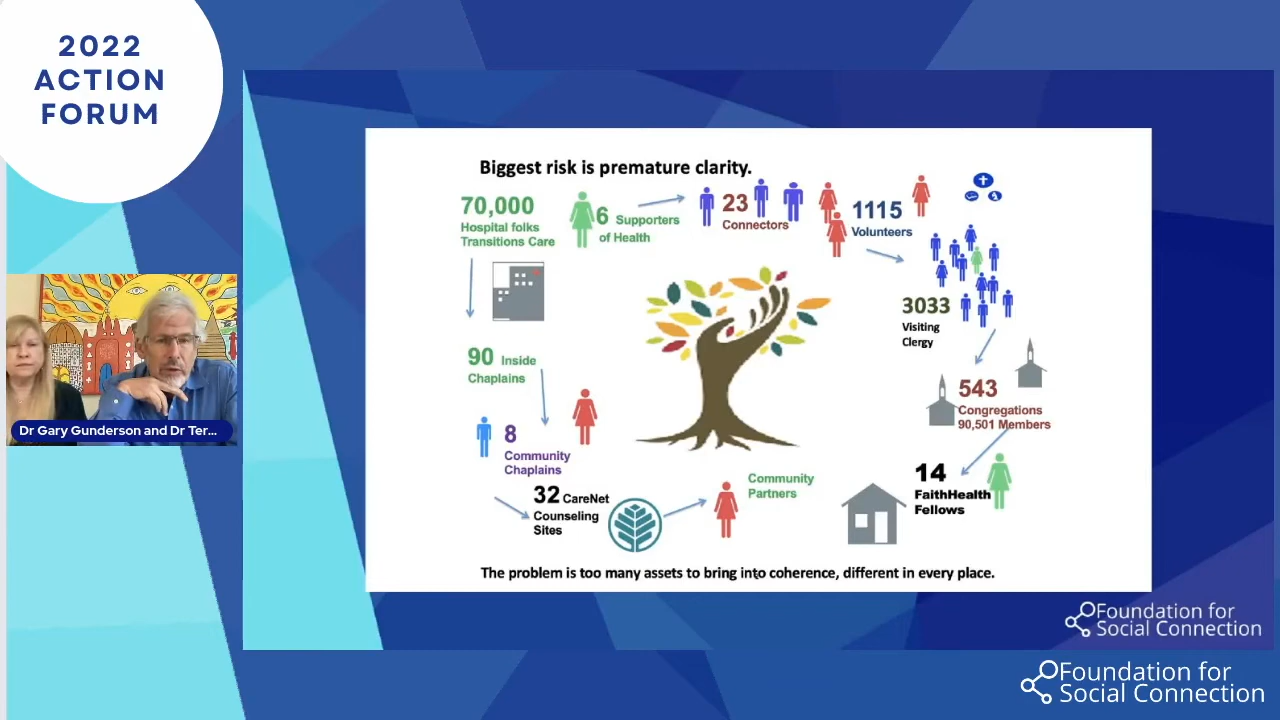 2022
ACTION
FORUM
Biggest risk is premature clarity.
70,000
Hospital folks
Transitions Care
6 Supporters
of Health
23
Connectors
1115
Volunteers
3033
Visiting
Clergy
90 Inside
Chaplains
543
Congregations
90,501 Members
8
Community
Chaplains
14
FaithHealth
Fellows
32 CareNet
Counseling
Sites
Community
Partners
The problem is too many assets to bring into coherence, different in every place.
Dr Gary Gunderson and Dr Ter...
Foundation for
Social Connection
Foundation for
Social Connection